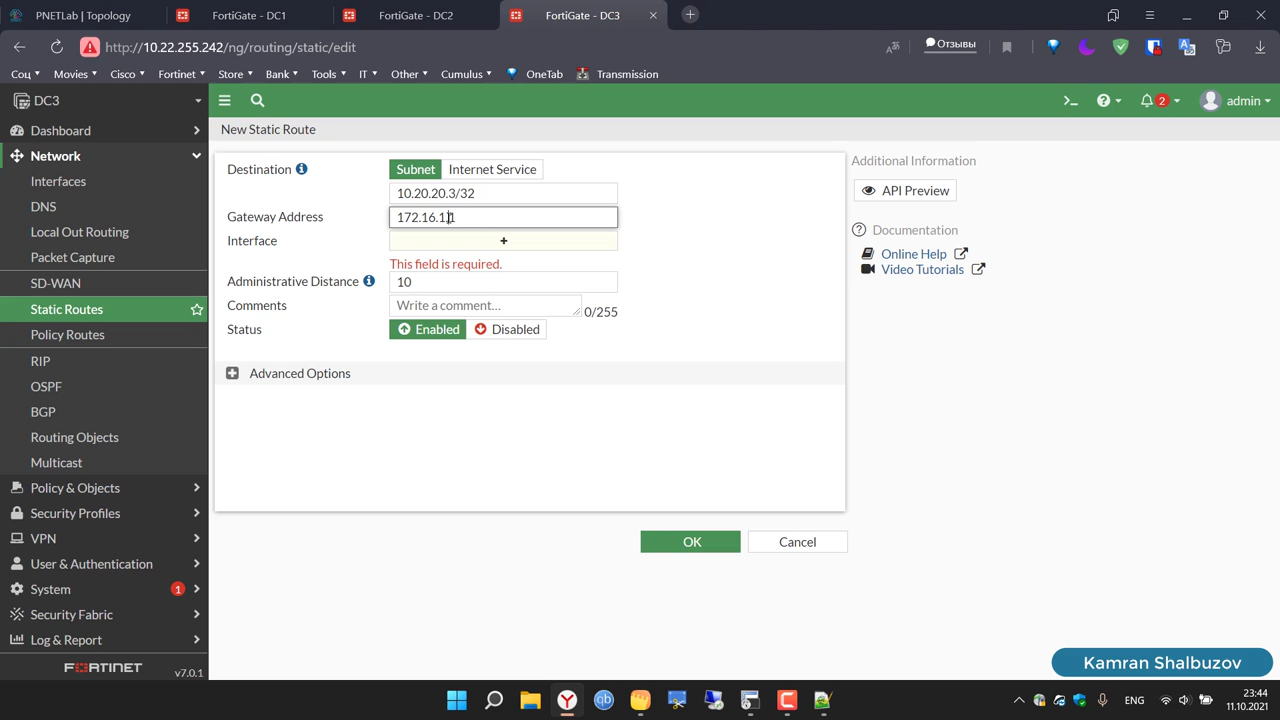 PNETLab | Topology
FortiGate - DC1
FortiGate - DC2
FortiGate - DC3
http://10.22.255.242/ng/routing/static/edit
Отзывы
Соц
Movies
Cisco
Fortinet
Store
Bank
Tools
IT
Other
Cumulus
OneTab
Transmission
DC3
2
admin
Dashboard
Network
Interfaces
DNS
Local Out Routing
Packet Capture
SD-WAN
Static Routes
Policy Routes
RIP
OSPF
BGP
Routing Objects
Multicast
Policy & Objects
Security Profiles
VPN
User & Authentication
System
1
Security Fabric
Log & Report
FORTINET
v7.0.1
New Static Route
Destination
Subnet
Internet Service
10.20.20.3/32
Gateway Address
172.16.1.1
Interface
+
This field is required.
Administrative Distance
10
Comments
Write a comment...
0/255
Status
Enabled
Disabled
Advanced Options
OK
Cancel
Additional Information
API Preview
Documentation
Online Help
Video Tutorials
Kamran Shalbuzov
ENG
23:44
11.10.2021